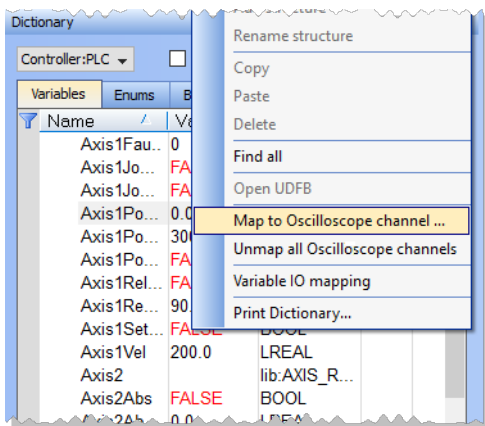 Dictionary
Controller:PLC
Variables Enums B
Name / Va
Axis1Fau.. 0
Axis1Jo... FA
Axis1Jo... FA
Axis1Po... 0.0
Axis1Po... 300
Axis1Po... FA
Axis1Rel... FA
Axis1Re... 90.
Axis1Set... FALSE BOOL
Axis1Vel 200.0 LREAL
Axis2 lib:AXIS_R...
Axis2Abs FALSE BOOL
Rename structure
Copy
Paste
Delete
Find all
Open UDFB
Map to Oscilloscope channel ...
Unmap all Oscilloscope channels
Variable IO mapping
Print Dictionary...